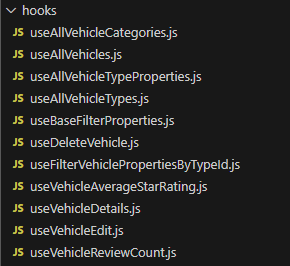 hooks
JS useAllVehicleCategories.js
JS useAllVehicles.js
JS useAllVehicleTypeProperties.js
JS useAllVehicleTypes.js
JS useBaseFilterProperties.js
JS useDeleteVehicle.js
JS useFilterVehiclePropertiesByTypeId.js
JS useVehicleAverageStarRating.js
JS useVehicleDetails.js
JS useVehicleEdit.js
JS useVehicleReviewCount.js